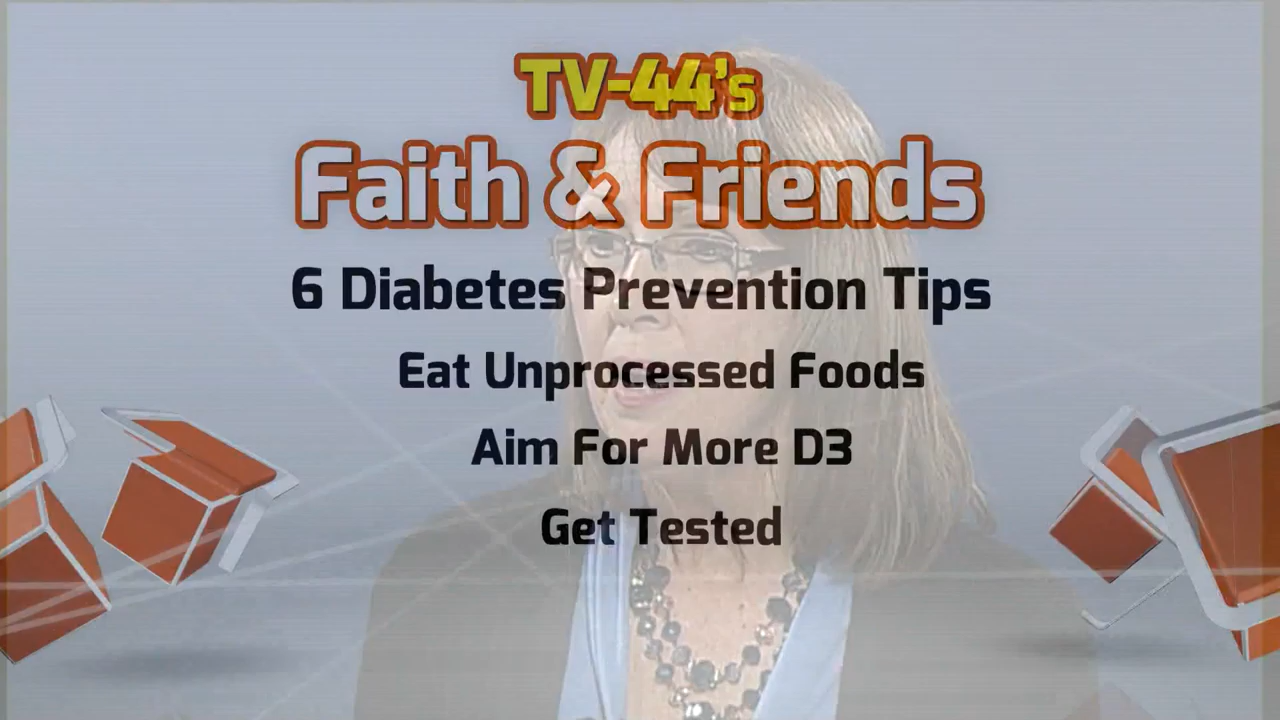 TV-44's
Faith & Friends
6 Diabetes Prevention Tips
Eat Unprocessed Foods
Aim For More D3
Get Tested